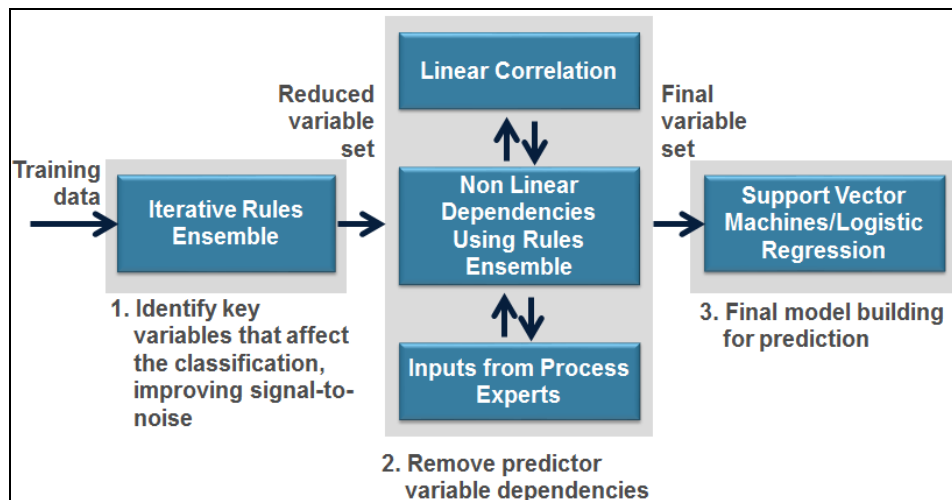 Training
data
Iterative Rules
Ensemble
1. Identify key
variables that affect
the classification,
improving signal-to-
noise
Reduced
variable
set
Linear Correlation
Non Linear
Dependencies
Using Rules
Ensemble
Inputs from Process
Experts
2. Remove predictor
variable dependencies
Final
variable
set
Support Vector
Machines/Logistic
Regression
3. Final model building
for prediction